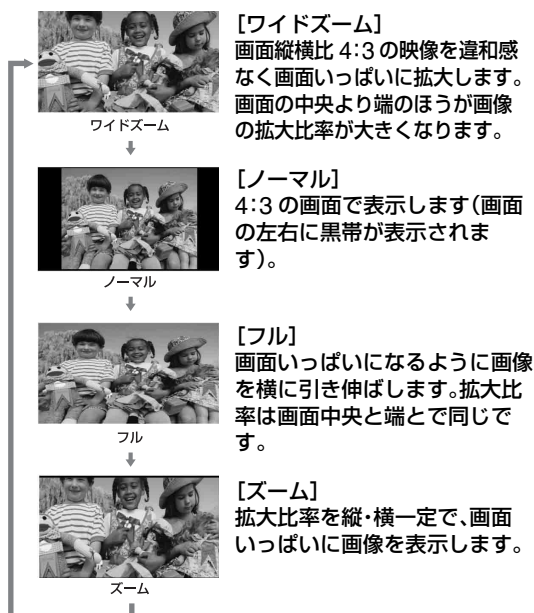 [ワイドズーム]
画面縦横比 4:3 の映像を違和感
なく画面いっぱいに拡大します。
画面の中央より端のほうが画像
の拡大比率が大きくなります。
ワイドズーム
[ノーマル]
4:3 の画面で表示します(画面
の左右に黒帯が表示されま
す)。
ノーマル
[フル]
画面いっぱいになるように画像
を横に引き伸ばします。拡大比
率は画面中央と端とで同じで
す。
フル
[ズーム]
拡大比率を縦・横一定で、画面
いっぱいに画像を表示します。
ズーム